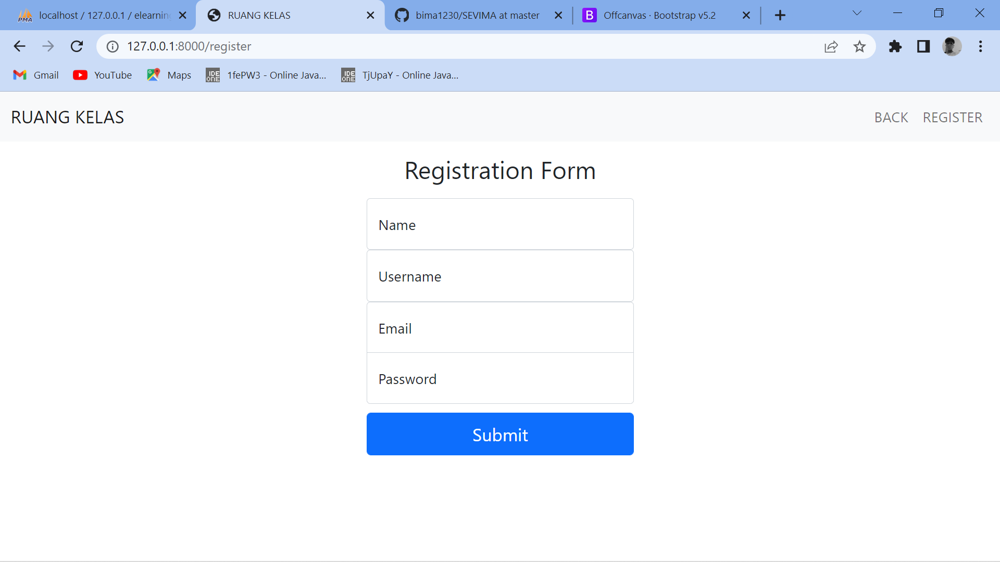 localhost / 127.0.0.1 / elearning
RUANG KELAS
bima1230/SEVIMA at master
Offcanvas · Bootstrap v5.2
127.0.0.1:8000/register
Gmail
YouTube
Maps
1fePW3 - Online Java...
TjUpaY - Online Java...
RUANG KELAS
BACK
REGISTER
Registration Form
Name
Username
Email
Password
Submit